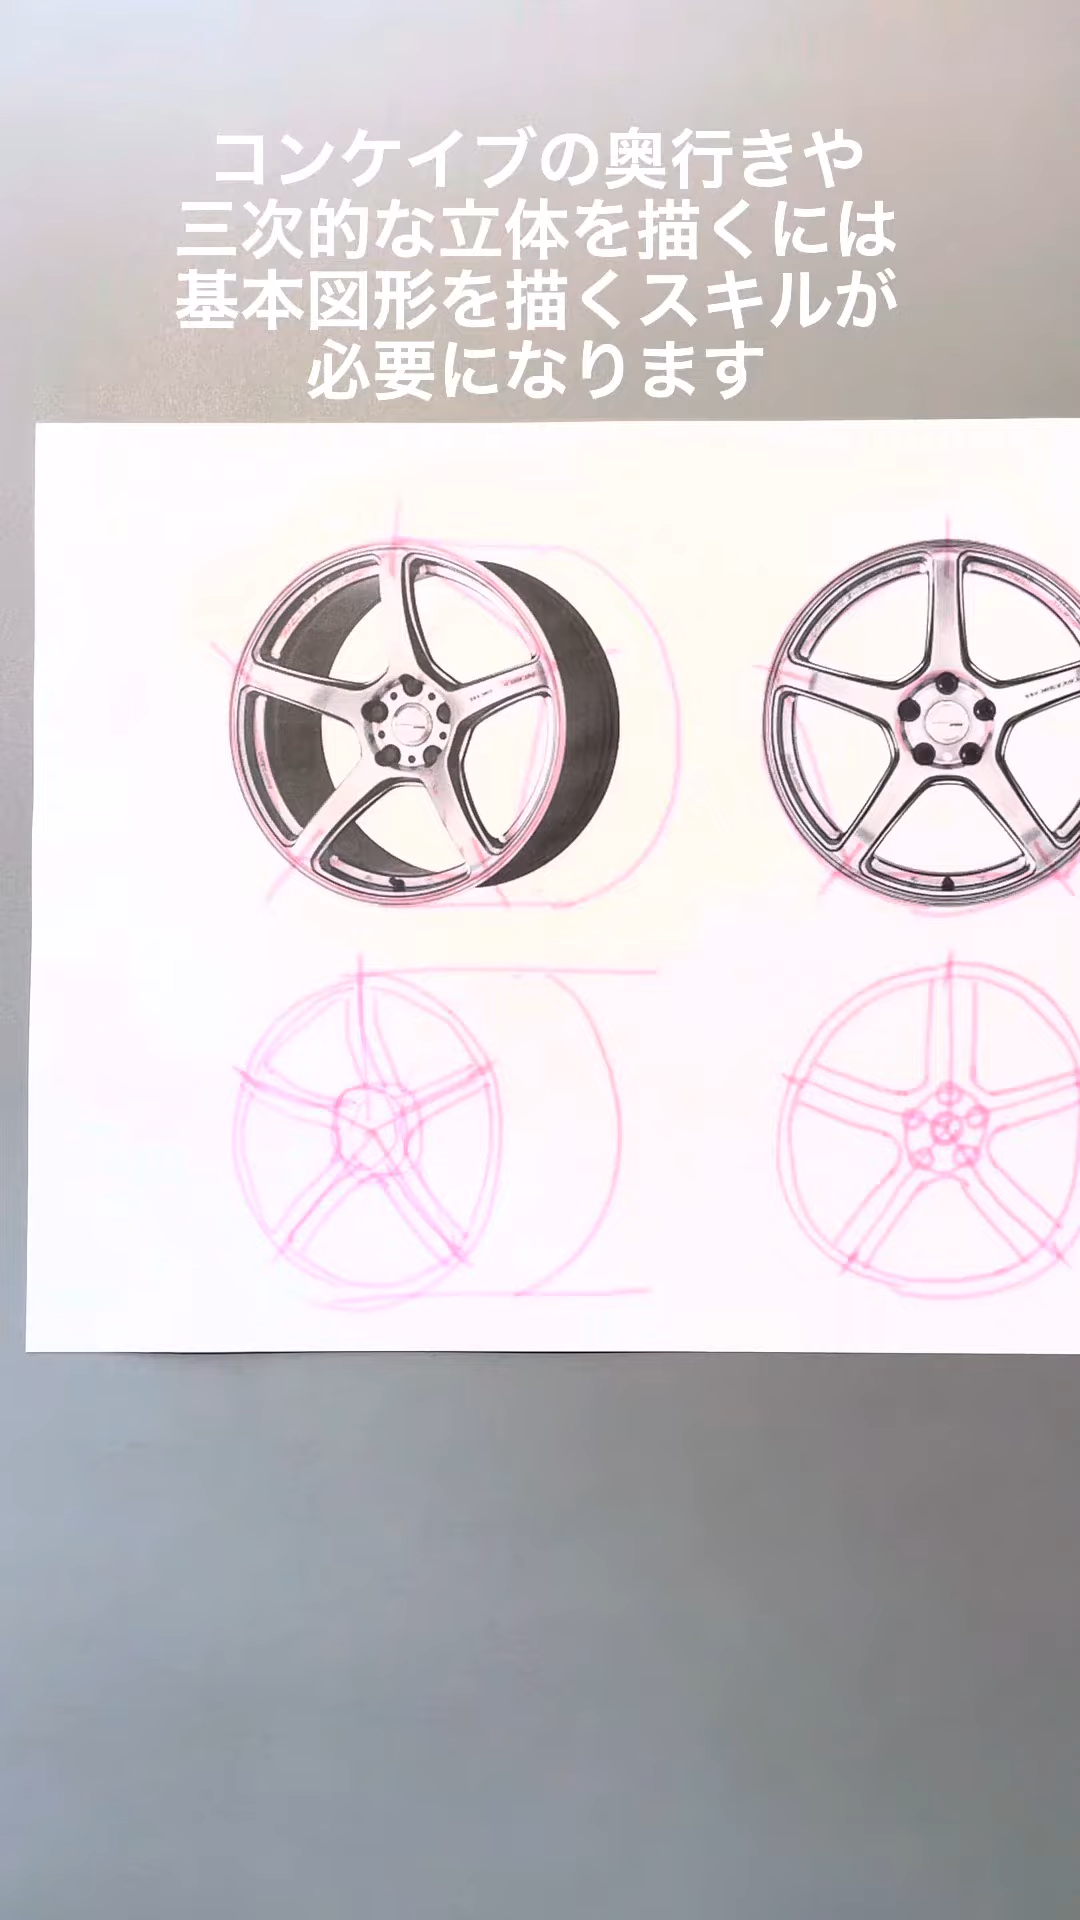 コンケイブの奥行きや
三次的な立体を描くには
基本図形を描くスキルが
必要になります